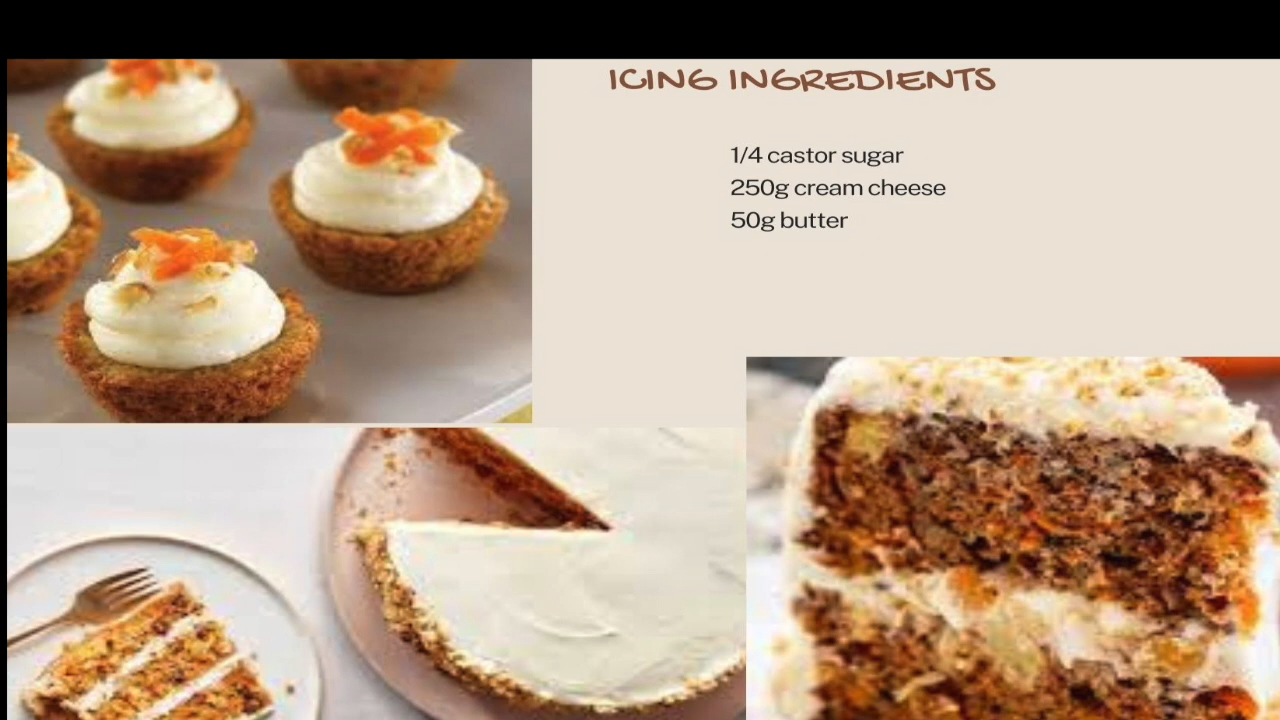 ICING INGREDIENTS
1/4 castor sugar
250g cream cheese
50g butter